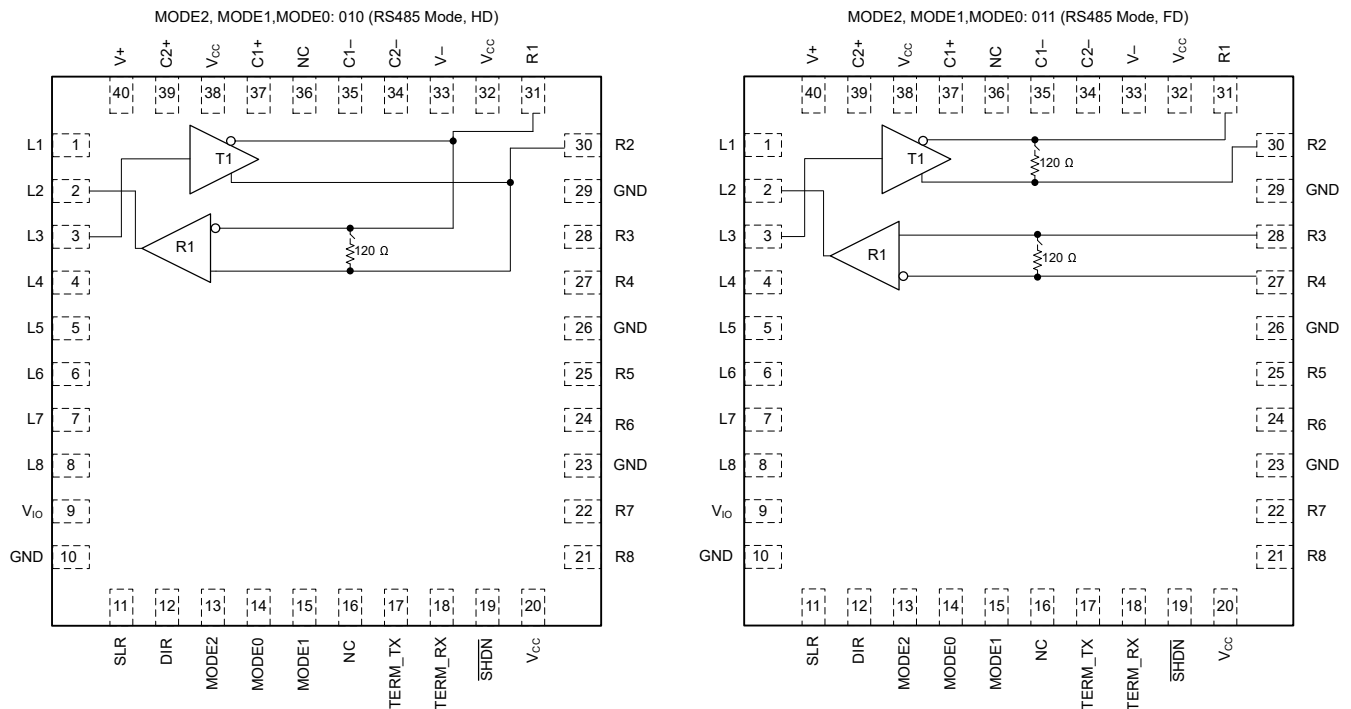 MODE2, MODE1,MODE0: 010 (RS485 Mode, HD)
V+ C2+ VCC C1+ NC C1– C2– V– VCC R1
40 39 38 37 36 35 34 33 32 31
L1 1 T1 30 R2
L2 2 29 GND
L3 3 R1 120 Ω 28 R3
L4 4 27 R4
L5 5 26 GND
L6 6 25 R5
L7 7 24 R6
L8 8 23 GND
VIO 9 22 R7
GND 10 21 R8
11 12 13 14 15 16 17 18 19 20
SLR DIR MODE2 MODE0 MODE1 NC TERM_TX TERM_RX SHDN VCC
MODE2, MODE1,MODE0: 011 (RS485 Mode, FD)
V+ C2+ VCC C1+ NC C1– C2– V– VCC R1
40 39 38 37 36 35 34 33 32 31
L1 1 T1 120 Ω 30 R2
L2 2 29 GND
L3 3 R1 120 Ω 28 R3
L4 4 27 R4
L5 5 26 GND
L6 6 25 R5
L7 7 24 R6
L8 8 23 GND
VIO 9 22 R7
GND 10 21 R8
11 12 13 14 15 16 17 18 19 20
SLR DIR MODE2 MODE0 MODE1 NC TERM_TX TERM_RX SHDN VCC